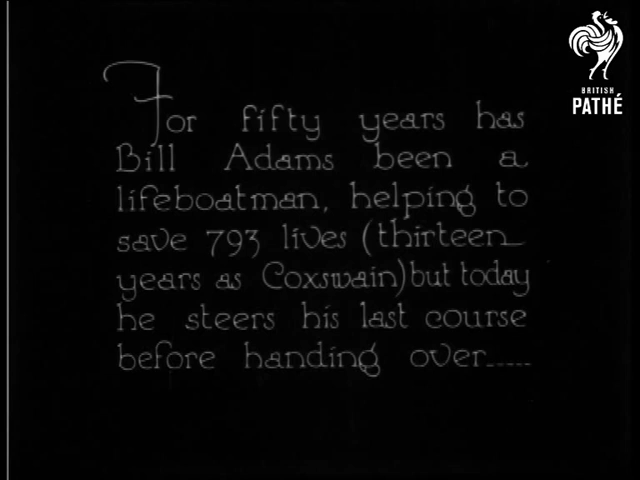 BRITISH
PATHÉ
For fifty years has
Bill Adams been a
lifeboatman, helping to
save 793 lives (thirteen
years as Coxswain) but today
he steers his last course
before handing over.....